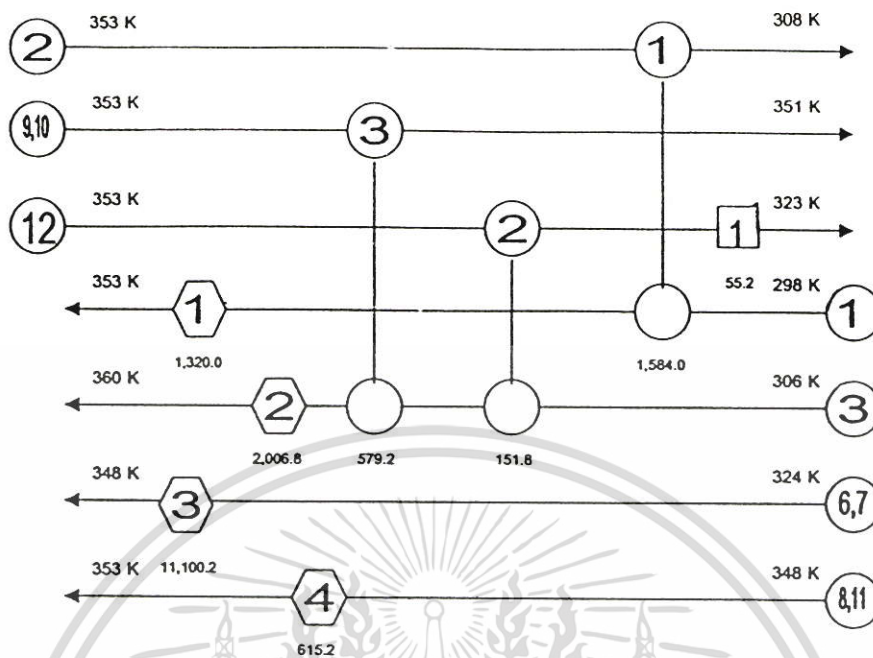 353 K 308 K
2 1
353 K 351 K
9,10 3
353 K 323 K
12 2 1
353 K 55.2 298 K
1 1
1,320.0 1,584.0
360 K 306 K
2 3
2,006.8 579.2 151.8
348 K 324 K
3 6,7
353 K 11,100.2 348 K
4 8,11
615.2